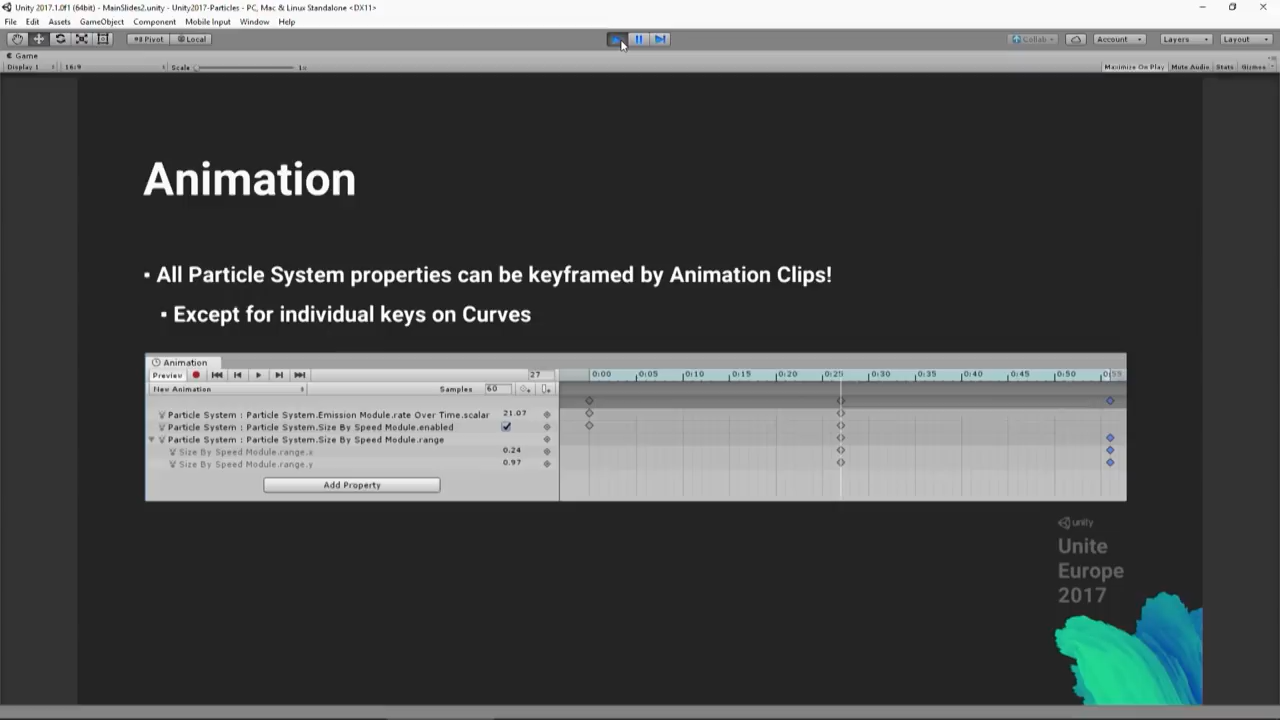 Unity 2017.1.0f1 (64bit) - MainSlides2.unity - Unity2017-Particles - PC, Mac & Linux Standalone <DX11>
File Edit Assets GameObject Component Mobile Input Window Help
Pivot Local Collab Account Layers Layout
Game
Display 1 16:9 Scale 1x Maximize On Play Mute Audio Stats Gizmos
Animation
▪ All Particle System properties can be keyframed by Animation Clips!
▪ Except for individual keys on Curves
Animation
Preview 27 0:00 0:05 0:10 0:15 0:20 0:25 0:30 0:35 0:40 0:45 0:50 0:55
New Animation Samples 60
Particle System : Particle System.Emission Module.rate Over Time.scalar 21.07
Particle System : Particle System.Size By Speed Module.enabled
Particle System : Particle System.Size By Speed Module.range
Size By Speed Module.range.x 0.24
Size By Speed Module.range.y 0.97
Add Property
unity
Unite
Europe
2017